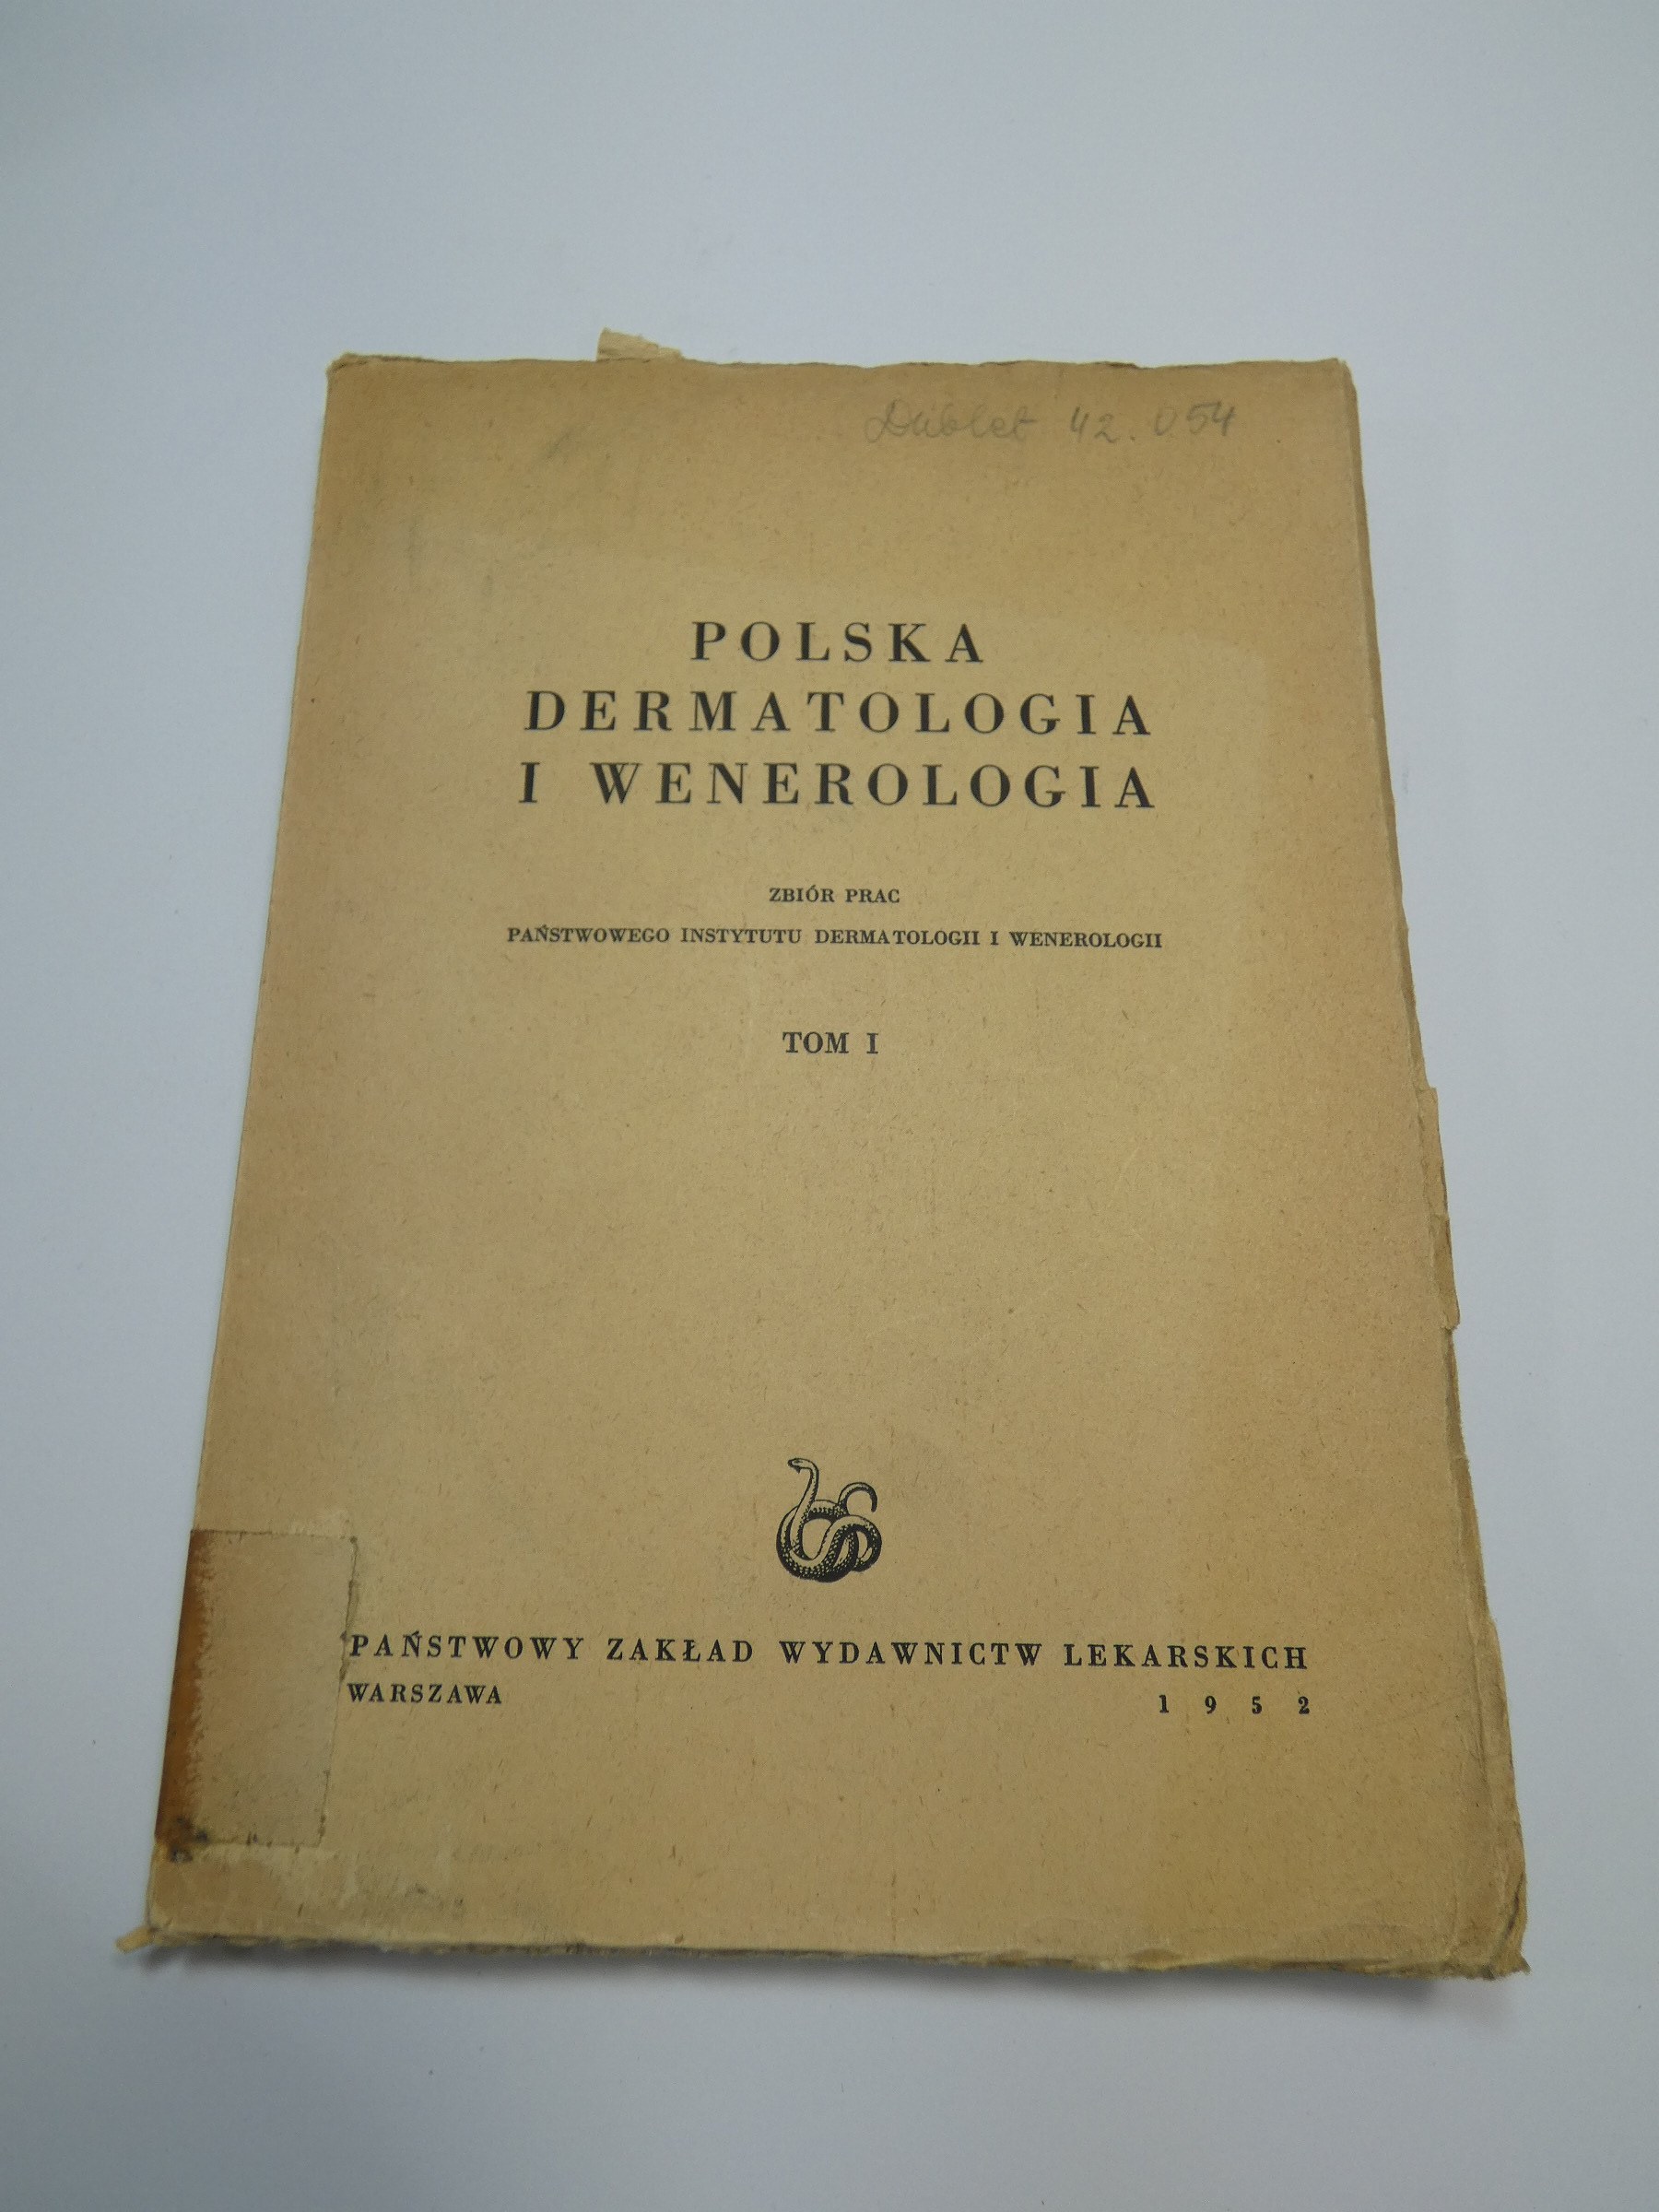 Dublet 42.054
POLSKA
DERMATOLOGIA
I WENEROLOGIA
ZBIÓR PRAC
PAŃSTWOWEGO INSTYTUTU DERMATOLOGII I WENEROLOGII
TOM I
PAŃSTWOWY ZAKŁAD WYDAWNICTW LEKARSKICH
WARSZAWA 1952